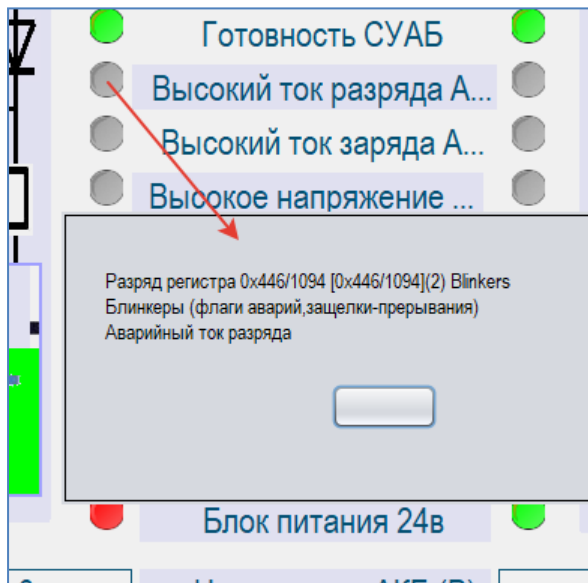 Готовность СУАБ
Высокий ток разряда А...
Высокий ток заряда А...
Высокое напряжение ...
Разряд регистра 0x446/1094 [0x446/1094](2) Blinkers
Блинкеры (флаги аварий,защелки-прерывания)
Аварийный ток разряда
Блок питания 24в